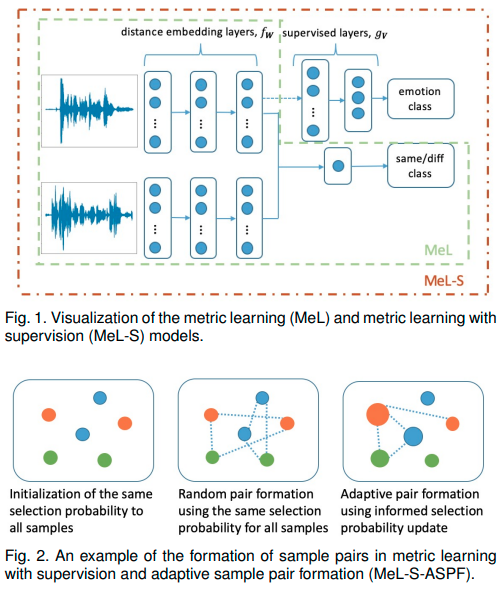 distance embedding layers, fw supervised layers, gv
emotion
class
same/diff
class
MeL
MeL-S
Fig. 1. Visualization of the metric learning (MeL) and metric learning with
supervision (MeL-S) models.
Initialization of the same
selection probability to
all samples
Random pair formation
using the same selection
probability for all samples
Adaptive pair formation
using informed selection
probability update
Fig. 2. An example of the formation of sample pairs in metric learning
with supervision and adaptive sample pair formation (MeL-S-ASPF).